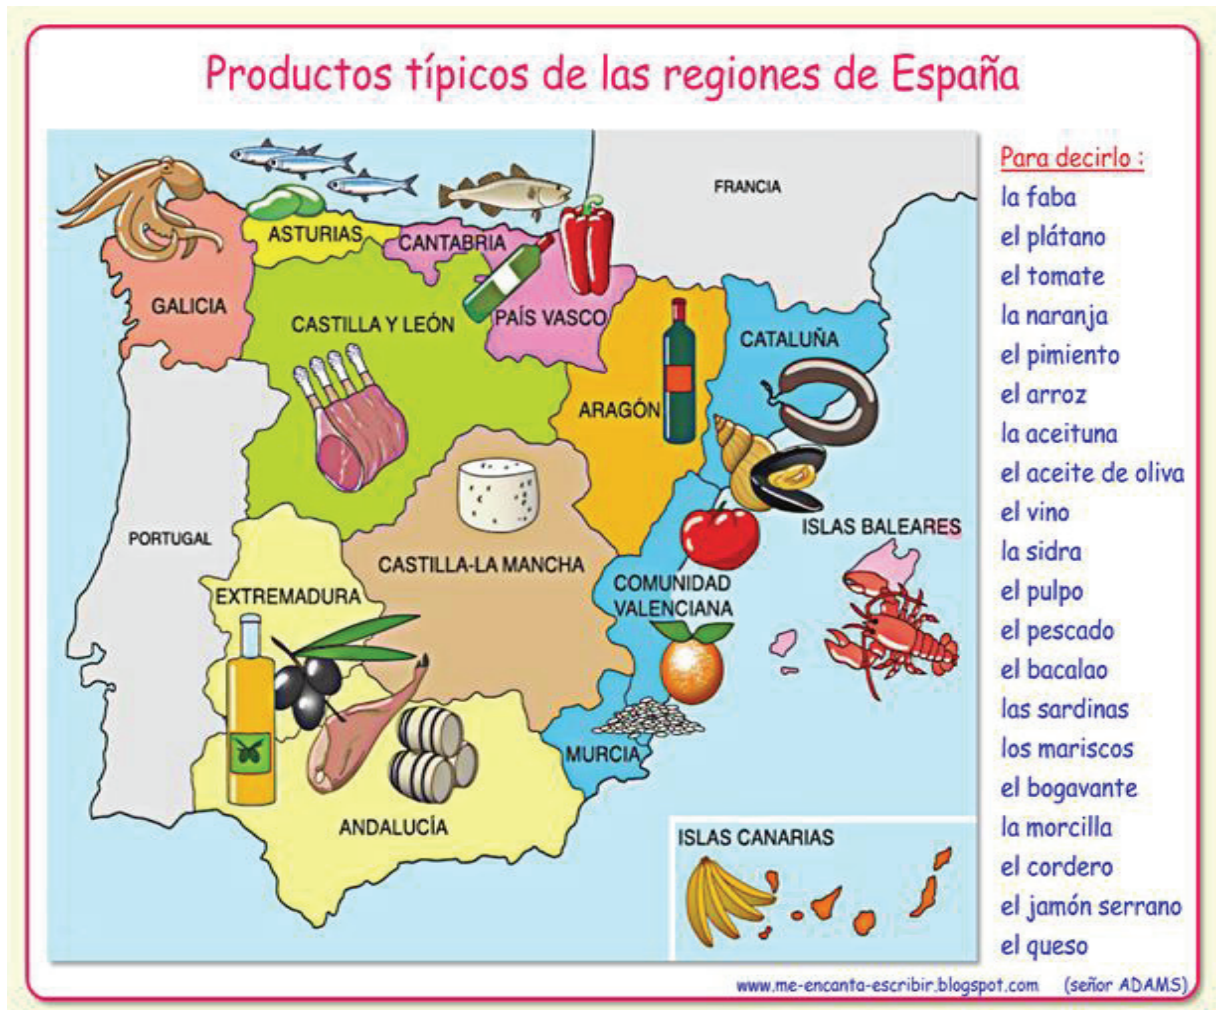 Productos típicos de las regiones de España
FRANCIA
ASTURIAS
CANTABRIA
GALICIA
CASTILLA Y LEÓN
PAÍS VASCO
CATALUÑA
ARAGÓN
PORTUGAL
ISLAS BALEARES
CASTILLA-LA MANCHA
COMUNIDAD
VALENCIANA
EXTREMADURA
MURCIA
ANDALUCÍA
ISLAS CANARIAS
Para decirlo :
la faba
el plátano
el tomate
la naranja
el pimiento
el arroz
la aceituna
el aceite de oliva
el vino
la sidra
el pulpo
el pescado
el bacalao
las sardinas
los mariscos
el bogavante
la morcilla
el cordero
el jamón serrano
el queso
www.me-encanta-escribir.blogspot.com (señor ADAMS)